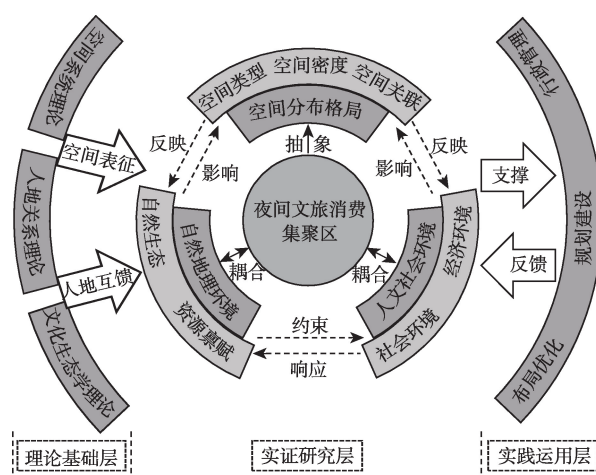 空间系统理论
人地关系理论
文化生态学理论
空间表征
人地互馈
空间类型 空间密度 空间关联
空间分布格局
抽象
反映
影响
影响
反映
夜间文旅消费
集聚区
自然生态
资源禀赋
自然地理环境
耦合
耦合
人文社会环境
经济环境
社会环境
约束
响应
支撑
反馈
行政管理
规划建设
布局优化
理论基础层
实证研究层
实践运用层